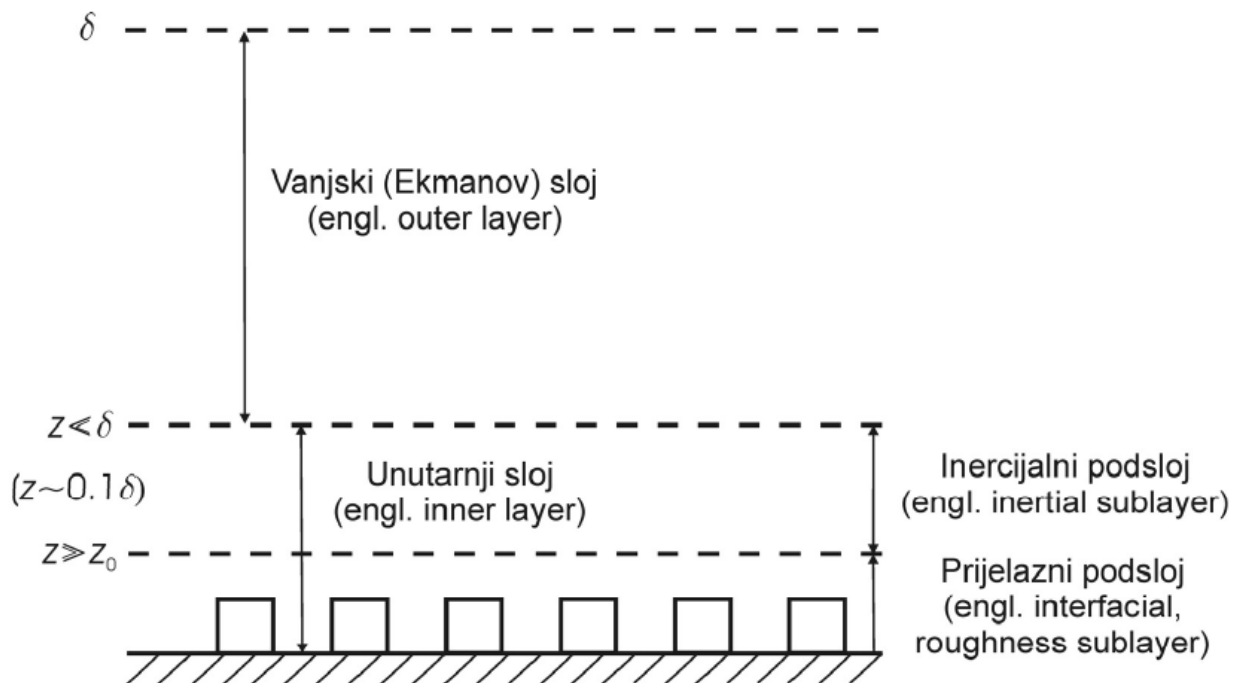 δ
Vanjski (Ekmanov) sloj
(engl. outer layer)
z≪δ
(z~0.1δ)
z≫z₀
Unutarnji sloj
(engl. inner layer)
Inercijalni podsloj
(engl. inertial sublayer)
Prijelazni podsloj
(engl. interfacial,
roughness sublayer)